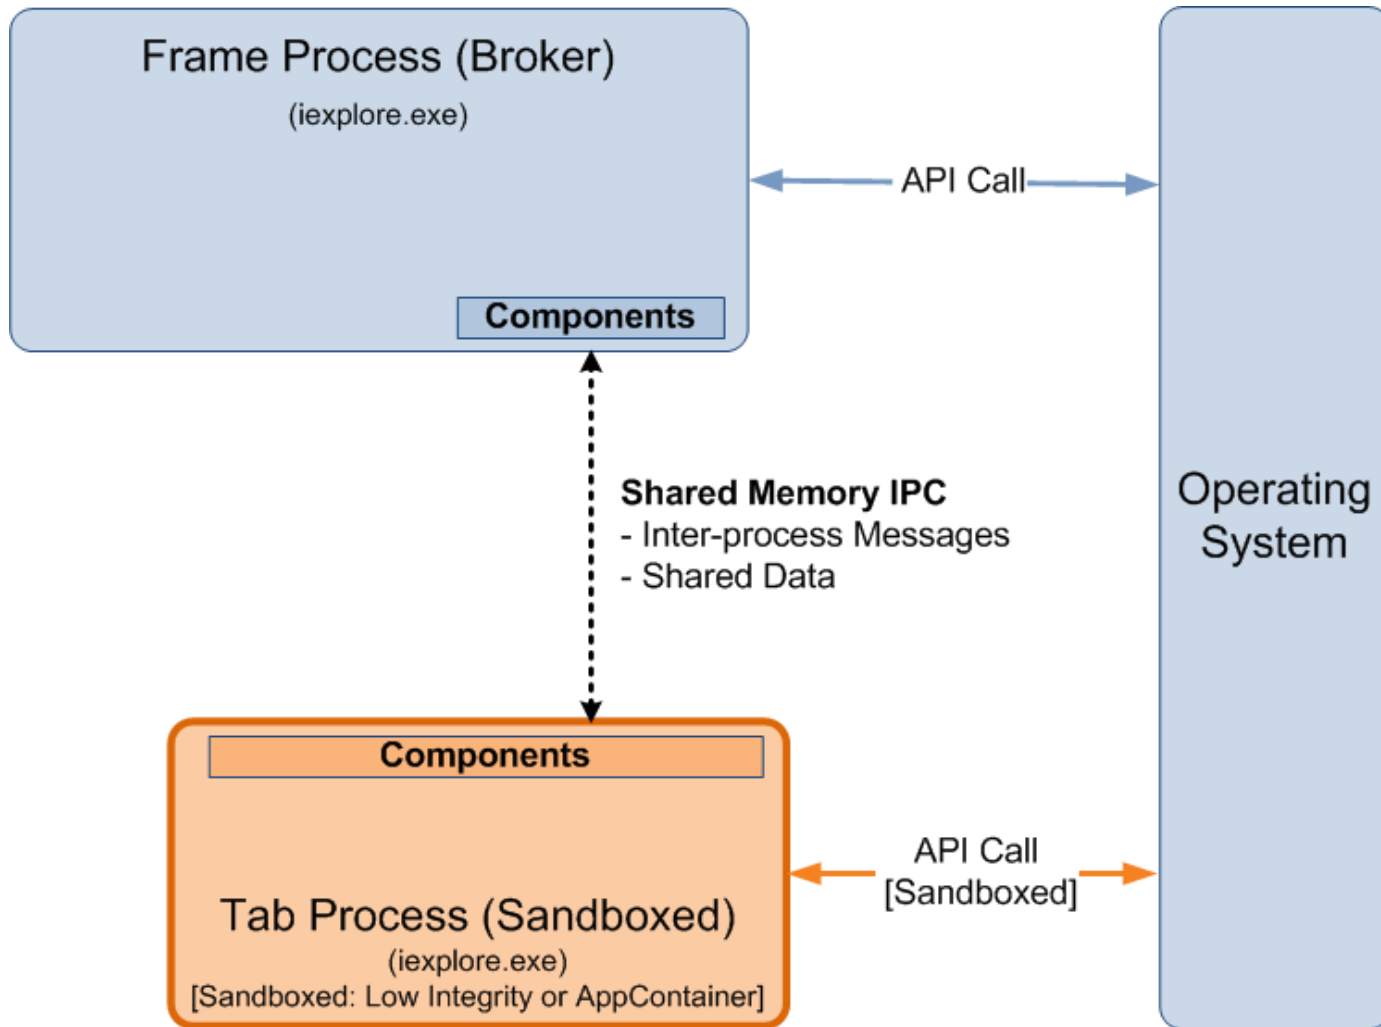 Frame Process (Broker)
(iexplore.exe)
API Call
Components
Shared Memory IPC
- Inter-process Messages
- Shared Data
Operating
System
Components
API Call
[Sandboxed]
Tab Process (Sandboxed)
(iexplore.exe)
[Sandboxed: Low Integrity or AppContainer]